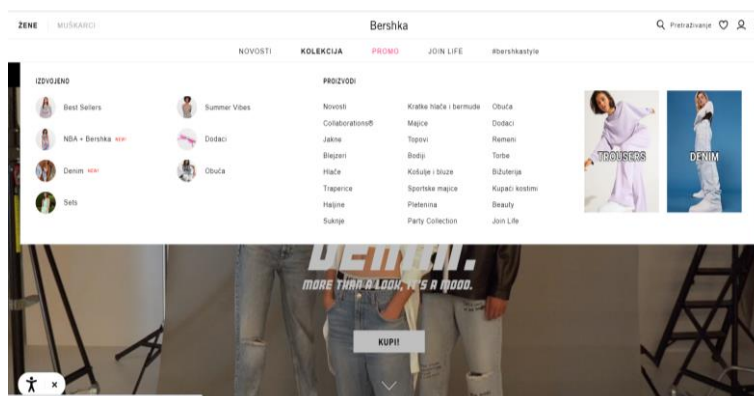 ŽENE MUŠKARCI Bershka Pretraživanje
NOVOSTI KOLEKCIJA PROMO JOIN LIFE #bershkastyle
IZDVOJENO
Best Sellers
Summer Vibes
NBA + Bershka NEW!
Dodaci
Denim NEW!
Obuća
Sets
PROIZVODI
Novosti
Collaborations®
Jakne
Blejzeri
Hlače
Traperice
Haljine
Suknje
Kratke hlače i bermude
Majice
Topovi
Bodiji
Košulje i bluze
Sportske majice
Pletenina
Party Collection
Obuća
Dodaci
Remeni
Torbe
Bižuterija
Kupaći kostimi
Beauty
Join Life
TROUSERS
DENIM
DENIM.
MORE THAN A LOOK, IT'S A MOOD.
KUPI!
×